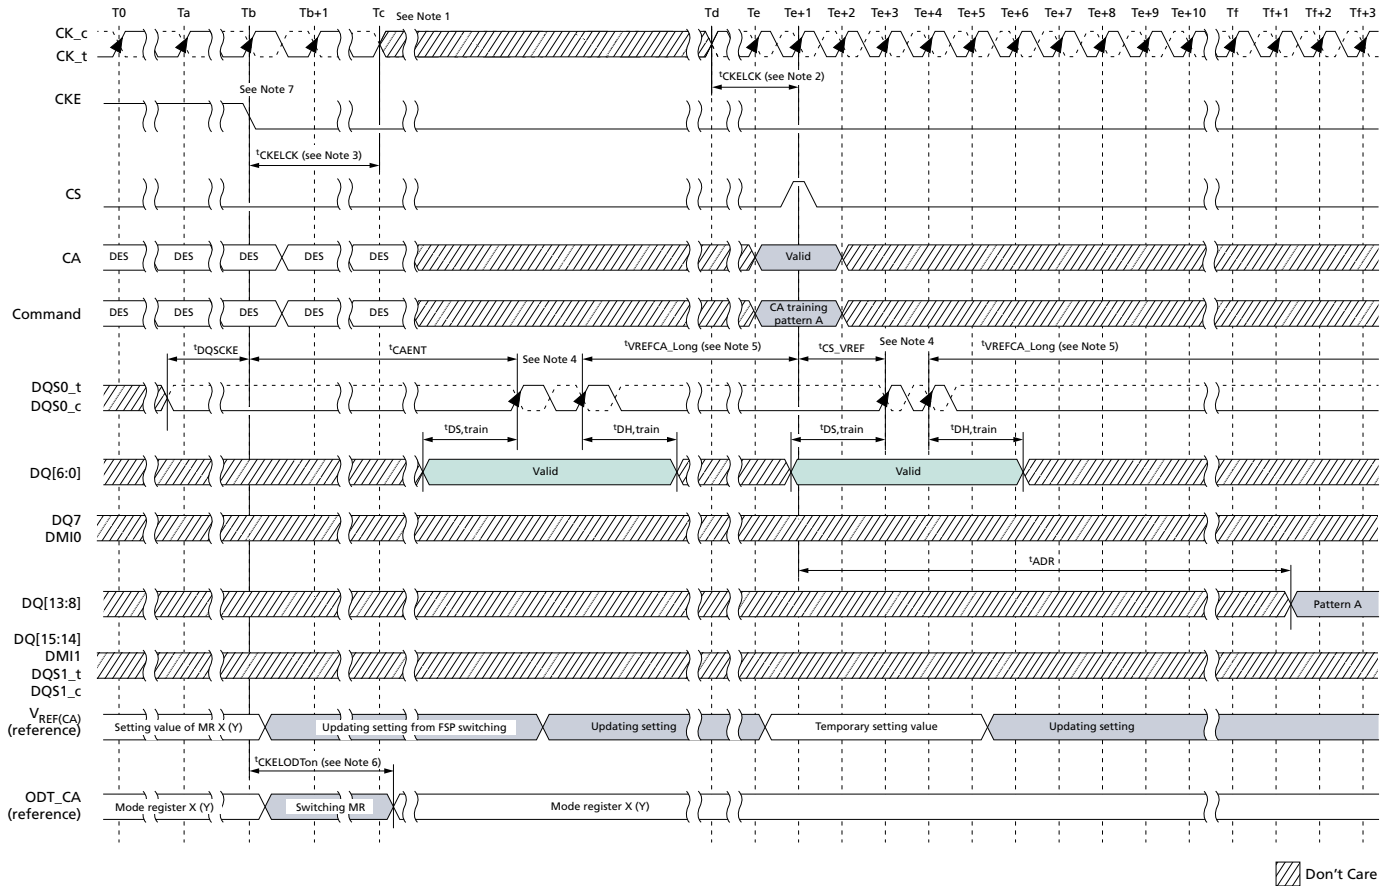 T0 Ta Tb Tb+1 Tc See Note 1 Td Te Te+1 Te+2 Te+3 Te+4 Te+5 Te+6 Te+7 Te+8 Te+9 Te+10 Tf Tf+1 Tf+2 Tf+3
CK_c
CK_t
tCKELCK (see Note 2)
CKE
See Note 7
tCKELCK (see Note 3)
CS
CA DES DES DES DES DES Valid
Command DES DES DES DES DES CA training pattern A
tDQSCKE tCAENT See Note 4 tVREFCA_Long (see Note 5) tCS_VREF See Note 4 tVREFCA_Long (see Note 5)
DQS0_t
DQS0_c
tDS,train tDH,train tDS,train tDH,train
DQ[6:0] Valid Valid
DQ7
DMI0
tADR
DQ[13:8] Pattern A
DQ[15:14]
DMI1
DQS1_t
DQS1_c
VREF(CA)
(reference) Setting value of MR X (Y) Updating setting from FSP switching Updating setting Temporary setting value Updating setting
tCKELODTon (see Note 6)
ODT_CA
(reference) Mode register X (Y) Switching MR Mode register X (Y)
Don't Care